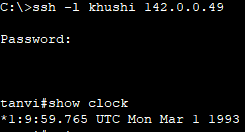 C:\>ssh -l khushi 142.0.0.49
Password:
tanvi#show clock
*1:9:59.765 UTC Mon Mar 1 1993